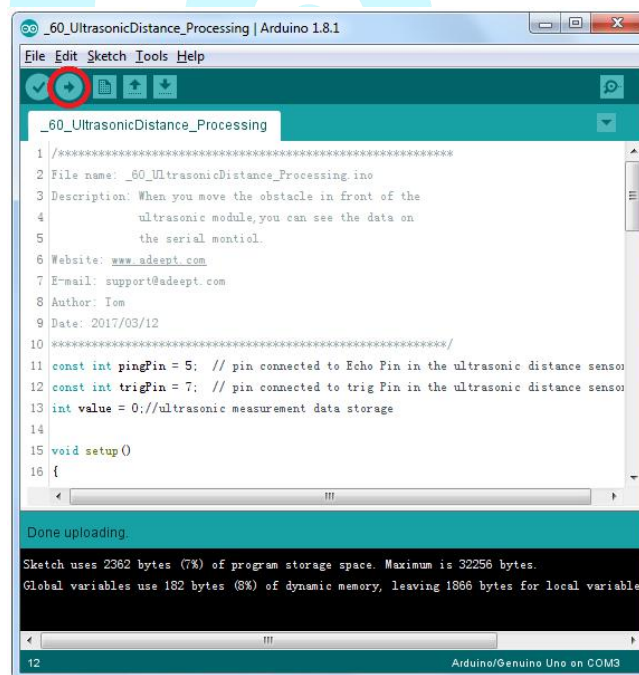 _60_UltrasonicDistance_Processing | Arduino 1.8.1
File Edit Sketch Tools Help
_60_UltrasonicDistance_Processing
1 /***********************************************************
2 File name: _60_UltrasonicDistance_Processing.ino
3 Description: When you move the obstacle in front of the
4 ultrasonic module,you can see the data on
5 the serial montiol.
6 Website: www.adeept.com
7 E-mail: support@adeept.com
8 Author: Tom
9 Date: 2017/03/12
10 ***********************************************************/
11 const int pingPin = 5; // pin connected to Echo Pin in the ultrasonic distance sensor
12 const int trigPin = 7; // pin connected to trig Pin in the ultrasonic distance sensor
13 int value = 0;//ultrasonic measurement data storage
14
15 void setup()
16 {
Done uploading.
Sketch uses 2362 bytes (7%) of program storage space. Maximum is 32256 bytes.
Global variables use 182 bytes (8%) of dynamic memory, leaving 1866 bytes for local variable
12 Arduino/Genuino Uno on COM3